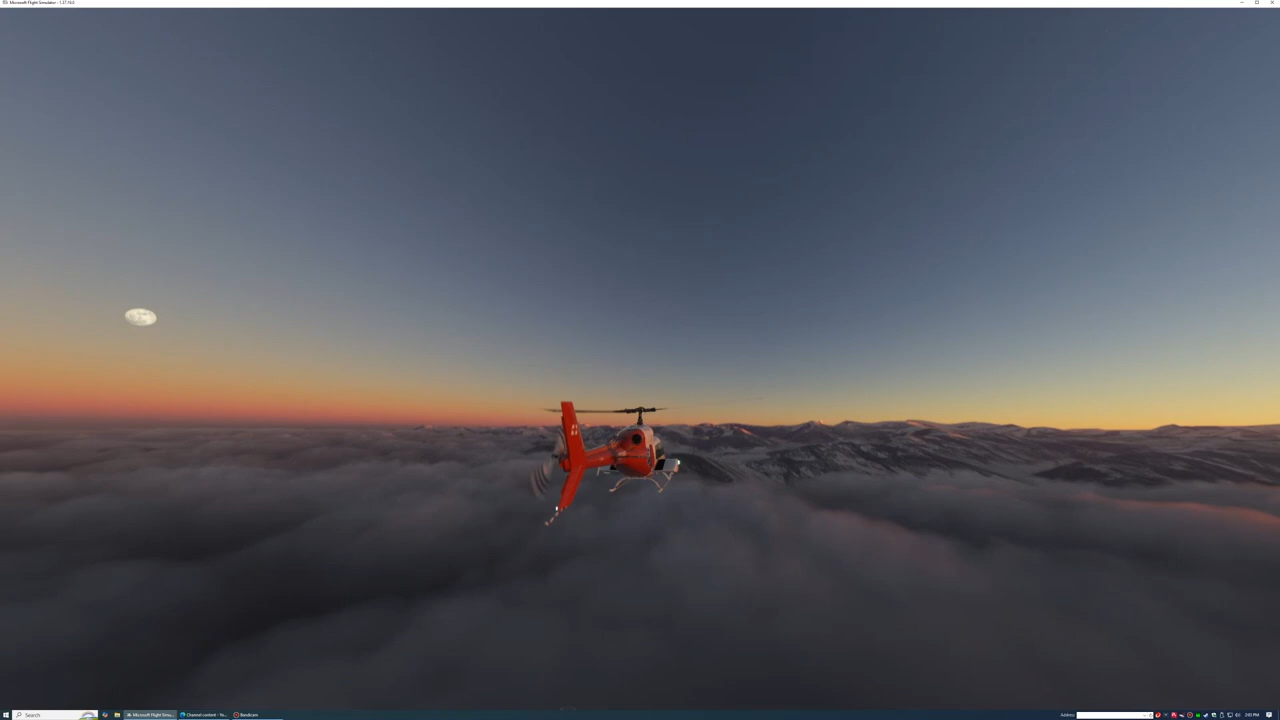 Microsoft Flight Simulator - 1.37.19.0
Search
Microsoft Flight Simu...
Channel content - Yo...
Bandicam
Address
2:03 PM